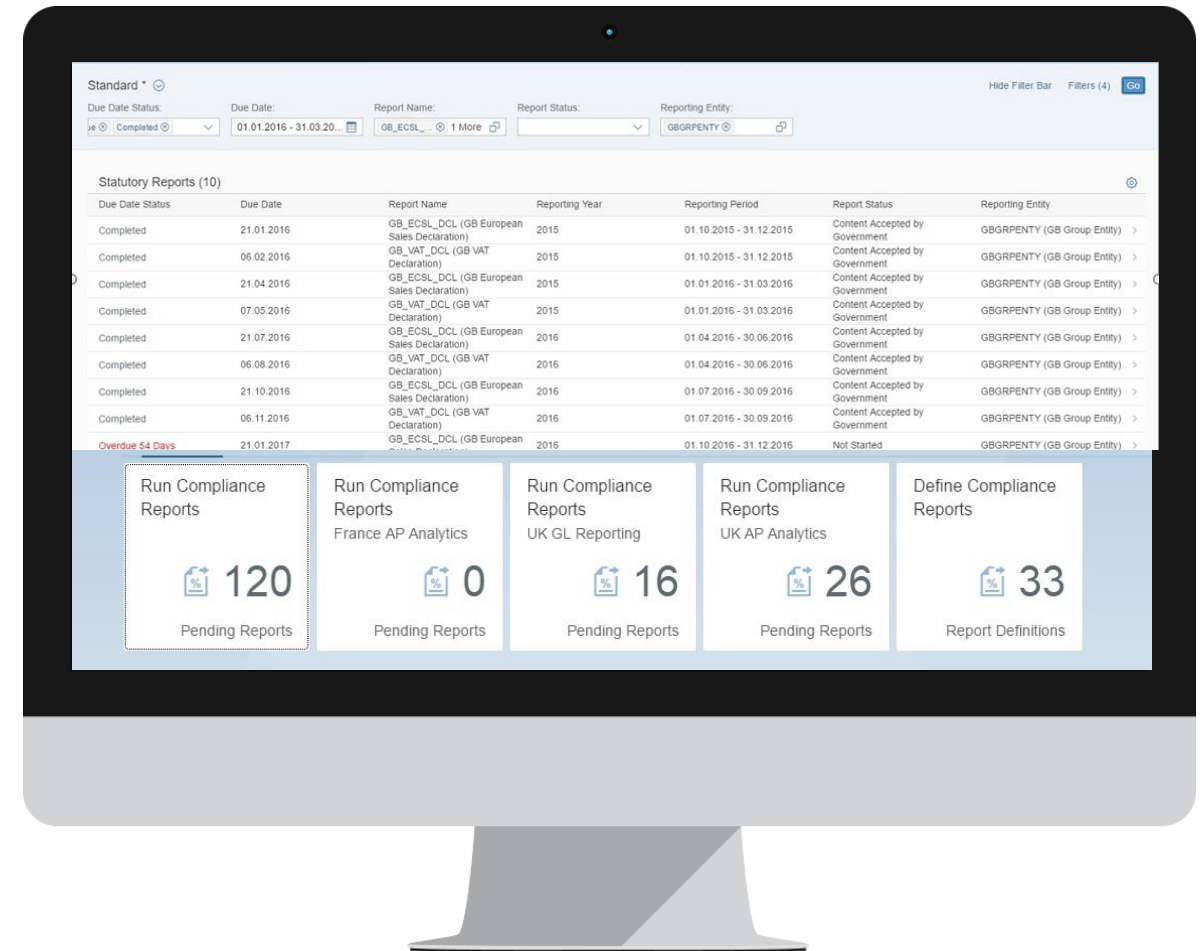 Standard *
Hide Filter Bar Filters (4) Go
Due Date Status: Due Date: Report Name: Report Status: Reporting Entity:
Completed 01.01.2016 - 31.03.20... GB_ECSL_... 1 More GBGRPENTY
Statutory Reports (10)
Due Date Status Due Date Report Name Reporting Year Reporting Period Report Status Reporting Entity
Completed 21.01.2016 GB_ECSL_DCL (GB European 2015 01.10.2015 - 31.12.2015 Content Accepted by GBGRPENTY (GB Group Entity)
Sales Declaration) Government
Completed 06.02.2016 GB_VAT_DCL (GB VAT 2015 01.10.2015 - 31.12.2015 Content Accepted by GBGRPENTY (GB Group Entity)
Declaration) Government
Completed 21.04.2016 GB_ECSL_DCL (GB European 2015 01.01.2016 - 31.03.2016 Content Accepted by GBGRPENTY (GB Group Entity)
Sales Declaration) Government
Completed 07.05.2016 GB_VAT_DCL (GB VAT 2015 01.01.2016 - 31.03.2016 Content Accepted by GBGRPENTY (GB Group Entity)
Declaration) Government
Completed 21.07.2016 GB_ECSL_DCL (GB European 2016 01.04.2016 - 30.06.2016 Content Accepted by GBGRPENTY (GB Group Entity)
Sales Declaration) Government
Completed 06.08.2016 GB_VAT_DCL (GB VAT 2016 01.04.2016 - 30.06.2016 Content Accepted by GBGRPENTY (GB Group Entity)
Declaration) Government
Completed 21.10.2016 GB_ECSL_DCL (GB European 2016 01.07.2016 - 30.09.2016 Content Accepted by GBGRPENTY (GB Group Entity)
Sales Declaration) Government
Completed 06.11.2016 GB_VAT_DCL (GB VAT 2016 01.07.2016 - 30.09.2016 Content Accepted by GBGRPENTY (GB Group Entity)
Declaration) Government
Overdue 54 Days 21.01.2017 GB_ECSL_DCL (GB European 2016 01.10.2016 - 31.12.2016 Not Started GBGRPENTY (GB Group Entity)
Run Compliance
Reports
% 120
Pending Reports
Run Compliance
Reports
France AP Analytics
% 0
Pending Reports
Run Compliance
Reports
UK GL Reporting
% 16
Pending Reports
Run Compliance
Reports
UK AP Analytics
% 26
Pending Reports
Define Compliance
Reports
% 33
Report Definitions